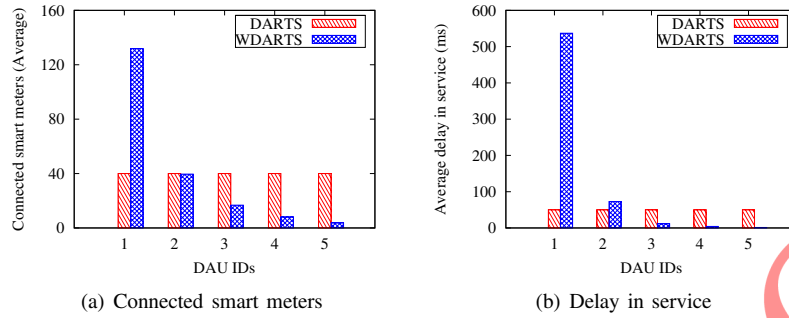 160
120
80
40
0
Connected smart meters (Average)
DARTS
WDARTS
1 2 3 4 5
DAU IDs
(a) Connected smart meters
600
500
400
300
200
100
0
Average delay in service (ms)
DARTS
WDARTS
1 2 3 4 5
DAU IDs
(b) Delay in service